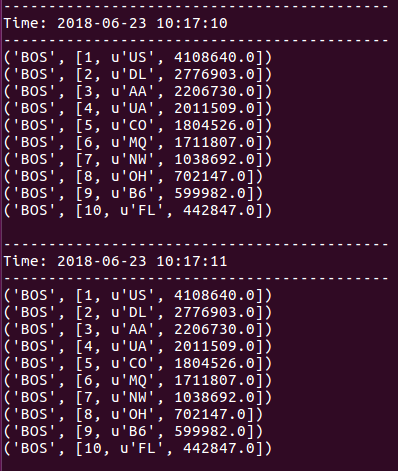 -------------------------------------------
Time: 2018-06-23 10:17:10
-------------------------------------------
('BOS', [1, u'US', 4108640.0])
('BOS', [2, u'DL', 2776903.0])
('BOS', [3, u'AA', 2206730.0])
('BOS', [4, u'UA', 2011509.0])
('BOS', [5, u'CO', 1804526.0])
('BOS', [6, u'MQ', 1711807.0])
('BOS', [7, u'NW', 1038692.0])
('BOS', [8, u'OH', 702147.0])
('BOS', [9, u'B6', 599982.0])
('BOS', [10, u'FL', 442847.0])
-------------------------------------------
Time: 2018-06-23 10:17:11
-------------------------------------------
('BOS', [1, u'US', 4108640.0])
('BOS', [2, u'DL', 2776903.0])
('BOS', [3, u'AA', 2206730.0])
('BOS', [4, u'UA', 2011509.0])
('BOS', [5, u'CO', 1804526.0])
('BOS', [6, u'MQ', 1711807.0])
('BOS', [7, u'NW', 1038692.0])
('BOS', [8, u'OH', 702147.0])
('BOS', [9, u'B6', 599982.0])
('BOS', [10, u'FL', 442847.0])